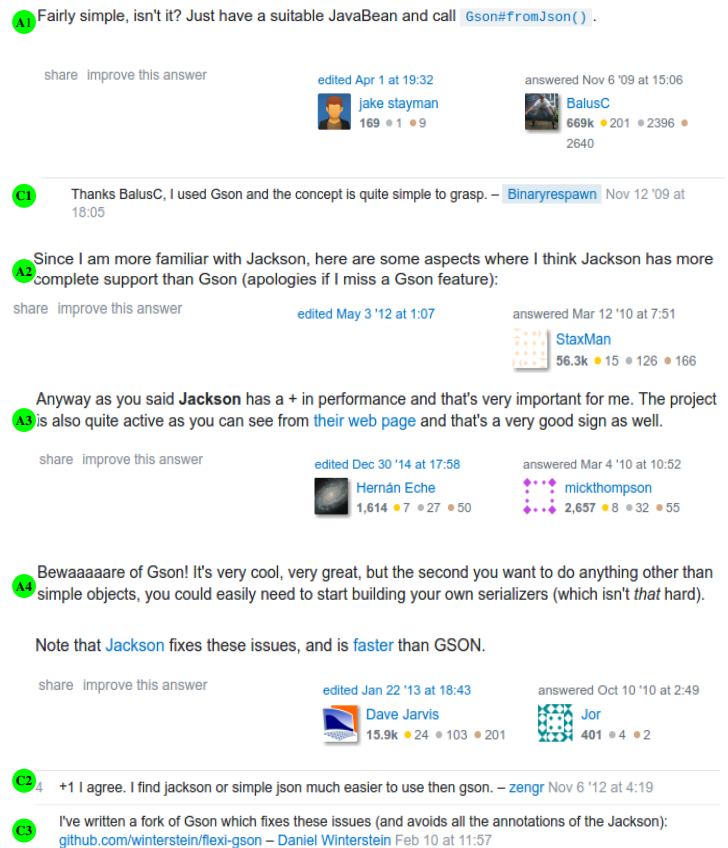 A1 Fairly simple, isn't it? Just have a suitable JavaBean and call Gson#fromJson() .
share improve this answer
edited Apr 1 at 19:32
jake stayman
169 1 9
answered Nov 6 '09 at 15:06
BalusC
669k 201 2396
2640
C1 Thanks BalusC, I used Gson and the concept is quite simple to grasp. – Binaryrespawn Nov 12 '09 at
18:05
Since I am more familiar with Jackson, here are some aspects where I think Jackson has more
A2 complete support than Gson (apologies if I miss a Gson feature):
share improve this answer
edited May 3 '12 at 1:07
answered Mar 12 '10 at 7:51
StaxMan
56.3k 15 126 166
Anyway as you said Jackson has a + in performance and that's very important for me. The project
A3 is also quite active as you can see from their web page and that's a very good sign as well.
share improve this answer
edited Dec 30 '14 at 17:58
Hernán Eche
1,614 7 27 50
answered Mar 4 '10 at 10:52
mickthompson
2,657 8 32 55
Bewaaaaare of Gson! It's very cool, very great, but the second you want to do anything other than
A4 simple objects, you could easily need to start building your own serializers (which isn't that hard).
Note that Jackson fixes these issues, and is faster than GSON.
share improve this answer
edited Jan 22 '13 at 18:43
Dave Jarvis
15.9k 24 103 201
answered Oct 10 '10 at 2:49
Jor
401 4 2
C2 4 +1 I agree. I find jackson or simple json much easier to use then gson. – zengr Nov 6 '12 at 4:19
I've written a fork of Gson which fixes these issues (and avoids all the annotations of the Jackson):
C3 github.com/winterstein/flexi-gson – Daniel Winterstein Feb 10 at 11:57